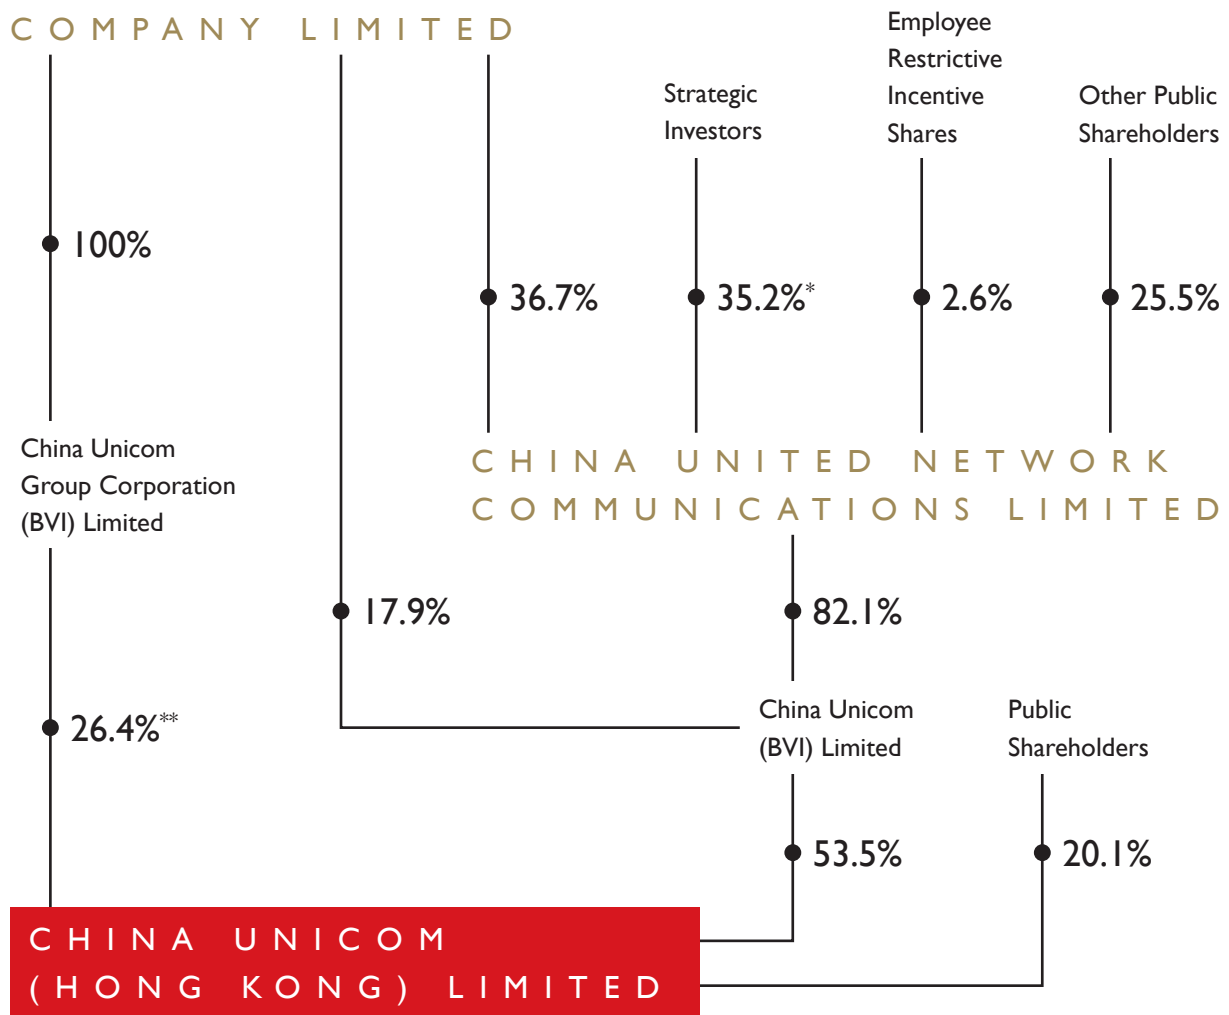 COMPANY LIMITED
Employee
Restrictive
Incentive
Shares
Strategic
Investors
Other Public
Shareholders
100%
36.7%
35.2%*
2.6%
25.5%
China Unicom
Group Corporation
(BVI) Limited
CHINA UNITED NETWORK
COMMUNICATIONS LIMITED
17.9%
82.1%
26.4%**
China Unicom
(BVI) Limited
Public
Shareholders
53.5%
20.1%
CHINA UNICOM
(HONG KONG) LIMITED